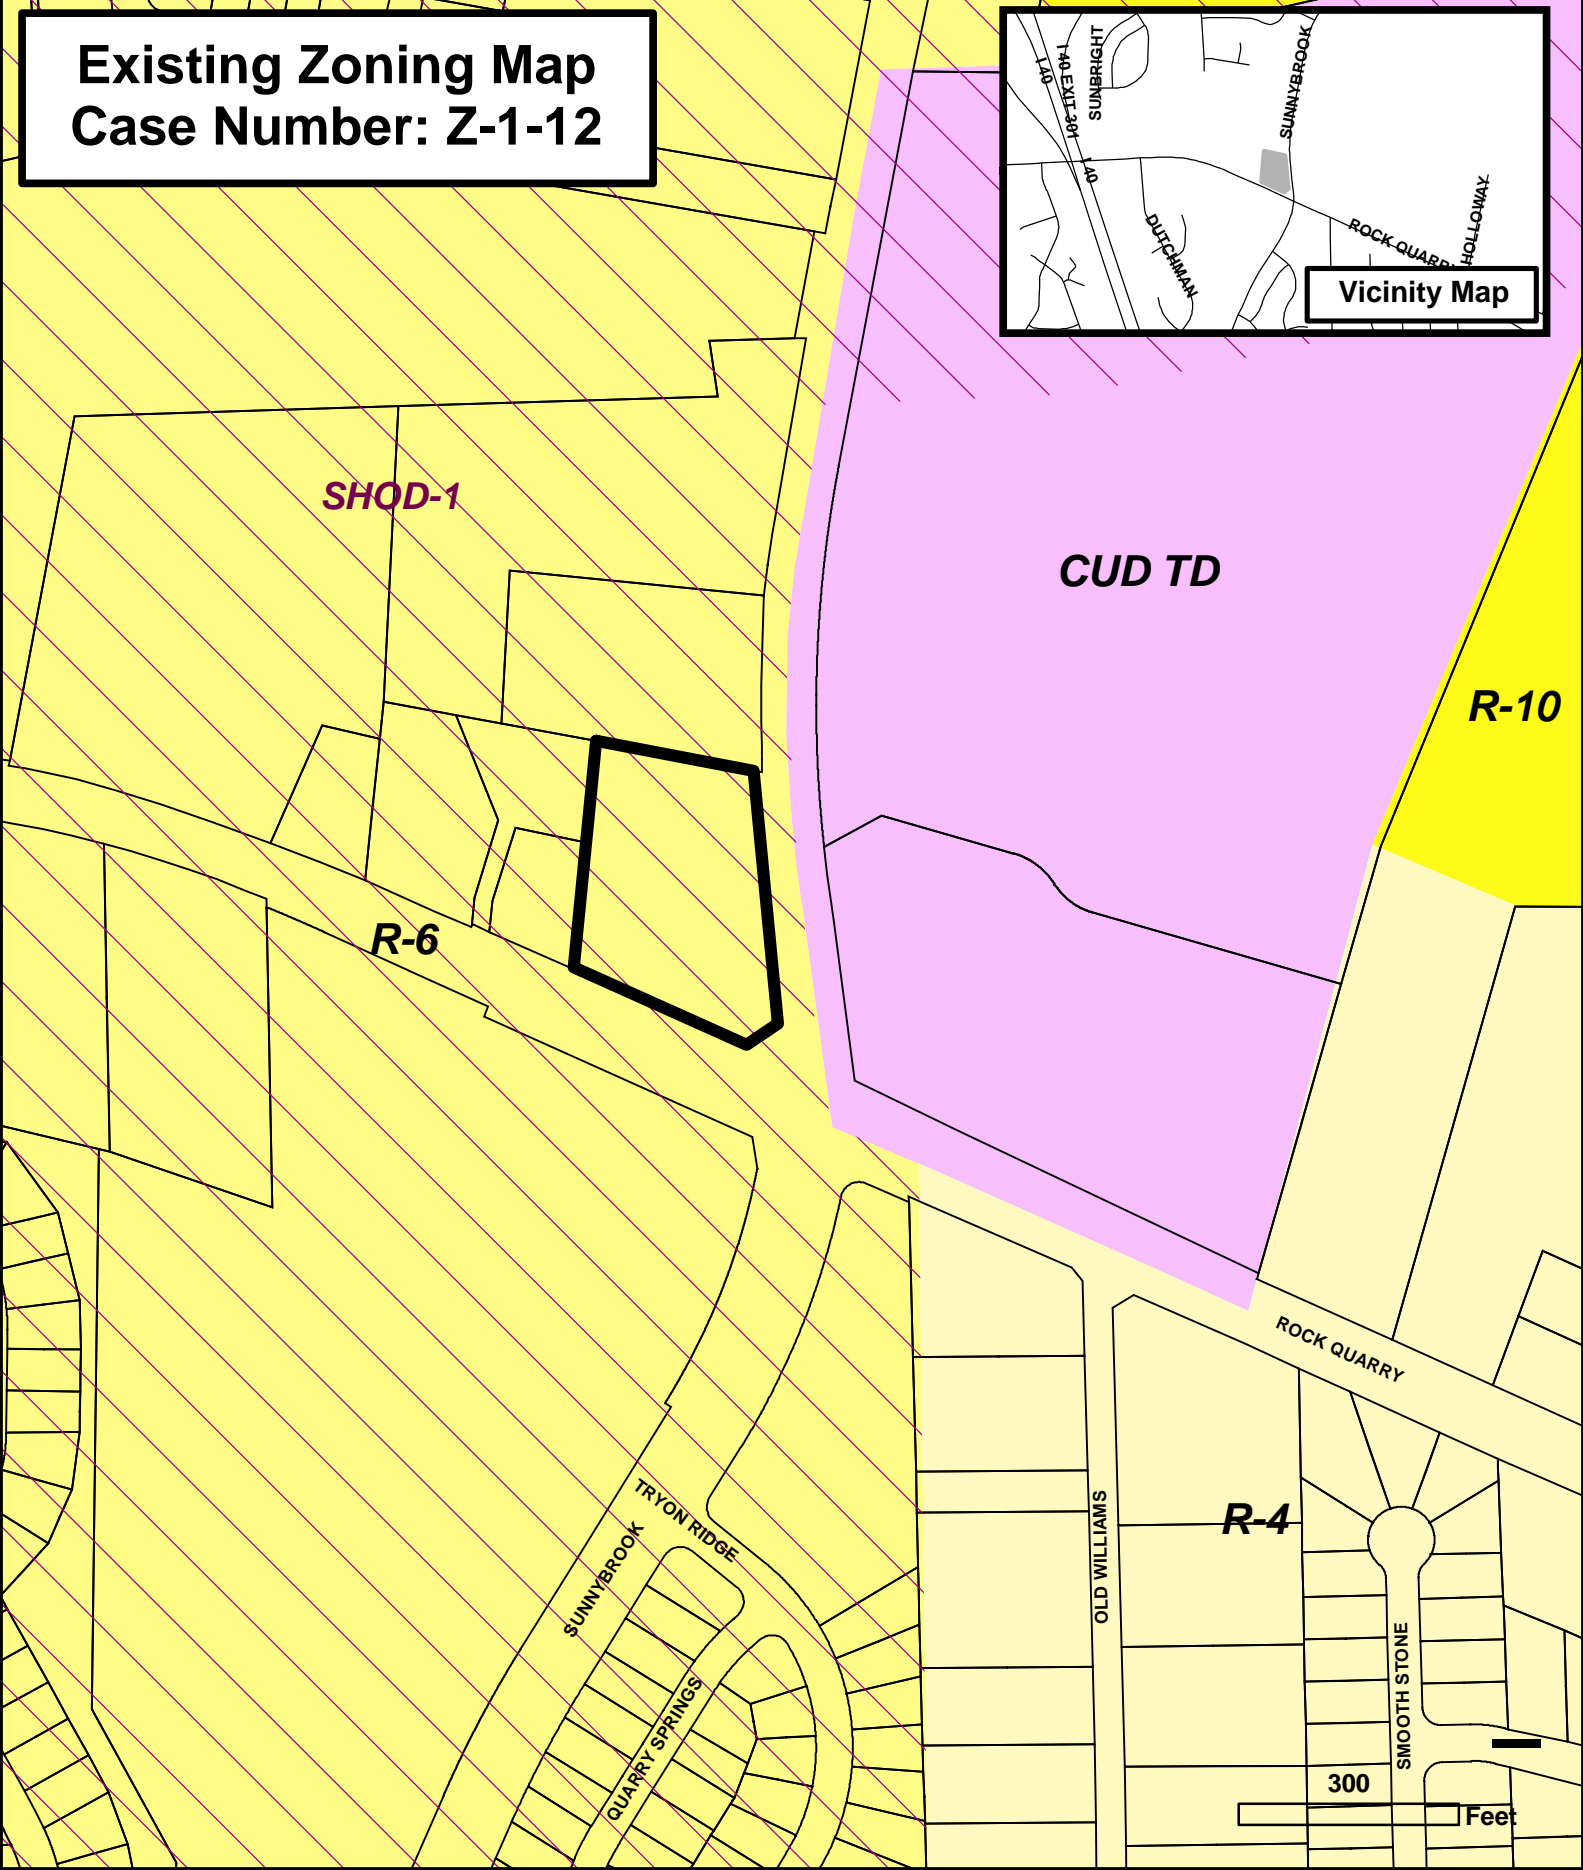 Existing Zoning Map
Case Number: Z-1-12
I 40
I 40 EXIT 301
SUNBRIGHT
SUNNYBROOK
I 40
DUTCHMAN
ROCK QUARRY
HOLLOWAY
Vicinity Map
SHOD-1
CUD TD
R-10
R-6
ROCK QUARRY
TRYON RIDGE
SUNNYBROOK
OLD WILLIAMS
R-4
SMOOTH STONE
QUARRY SPRINGS
300
Feet